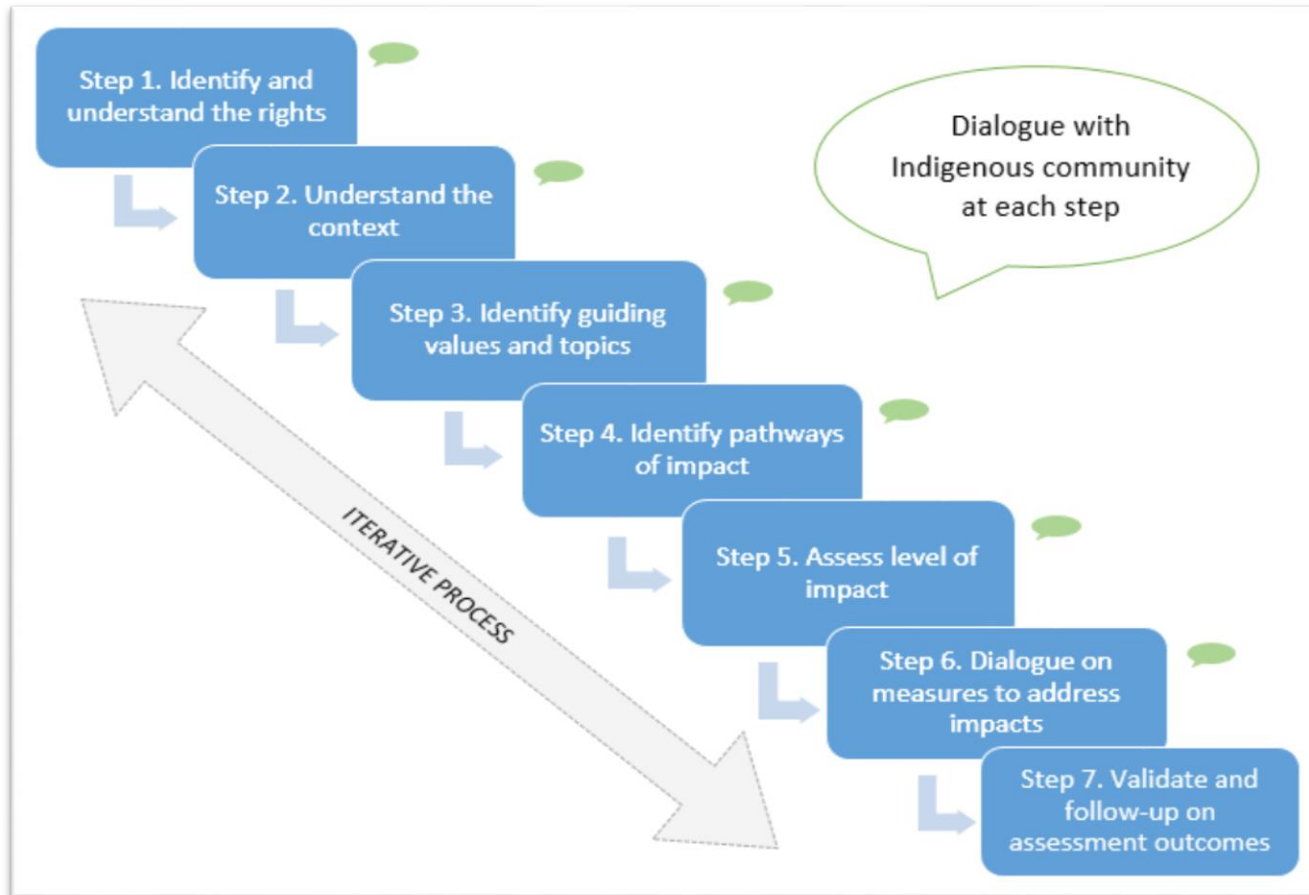 Step 1. Identify and
understand the rights
Dialogue with
Indigenous community
at each step
Step 2. Understand the
context
Step 3. Identify guiding
values and topics
Step 4. Identify pathways
of impact
ITERATIVE PROCESS
Step 5. Assess level of
impact
Step 6. Dialogue on
measures to address
impacts
Step 7. Validate and
follow-up on
assessment outcomes